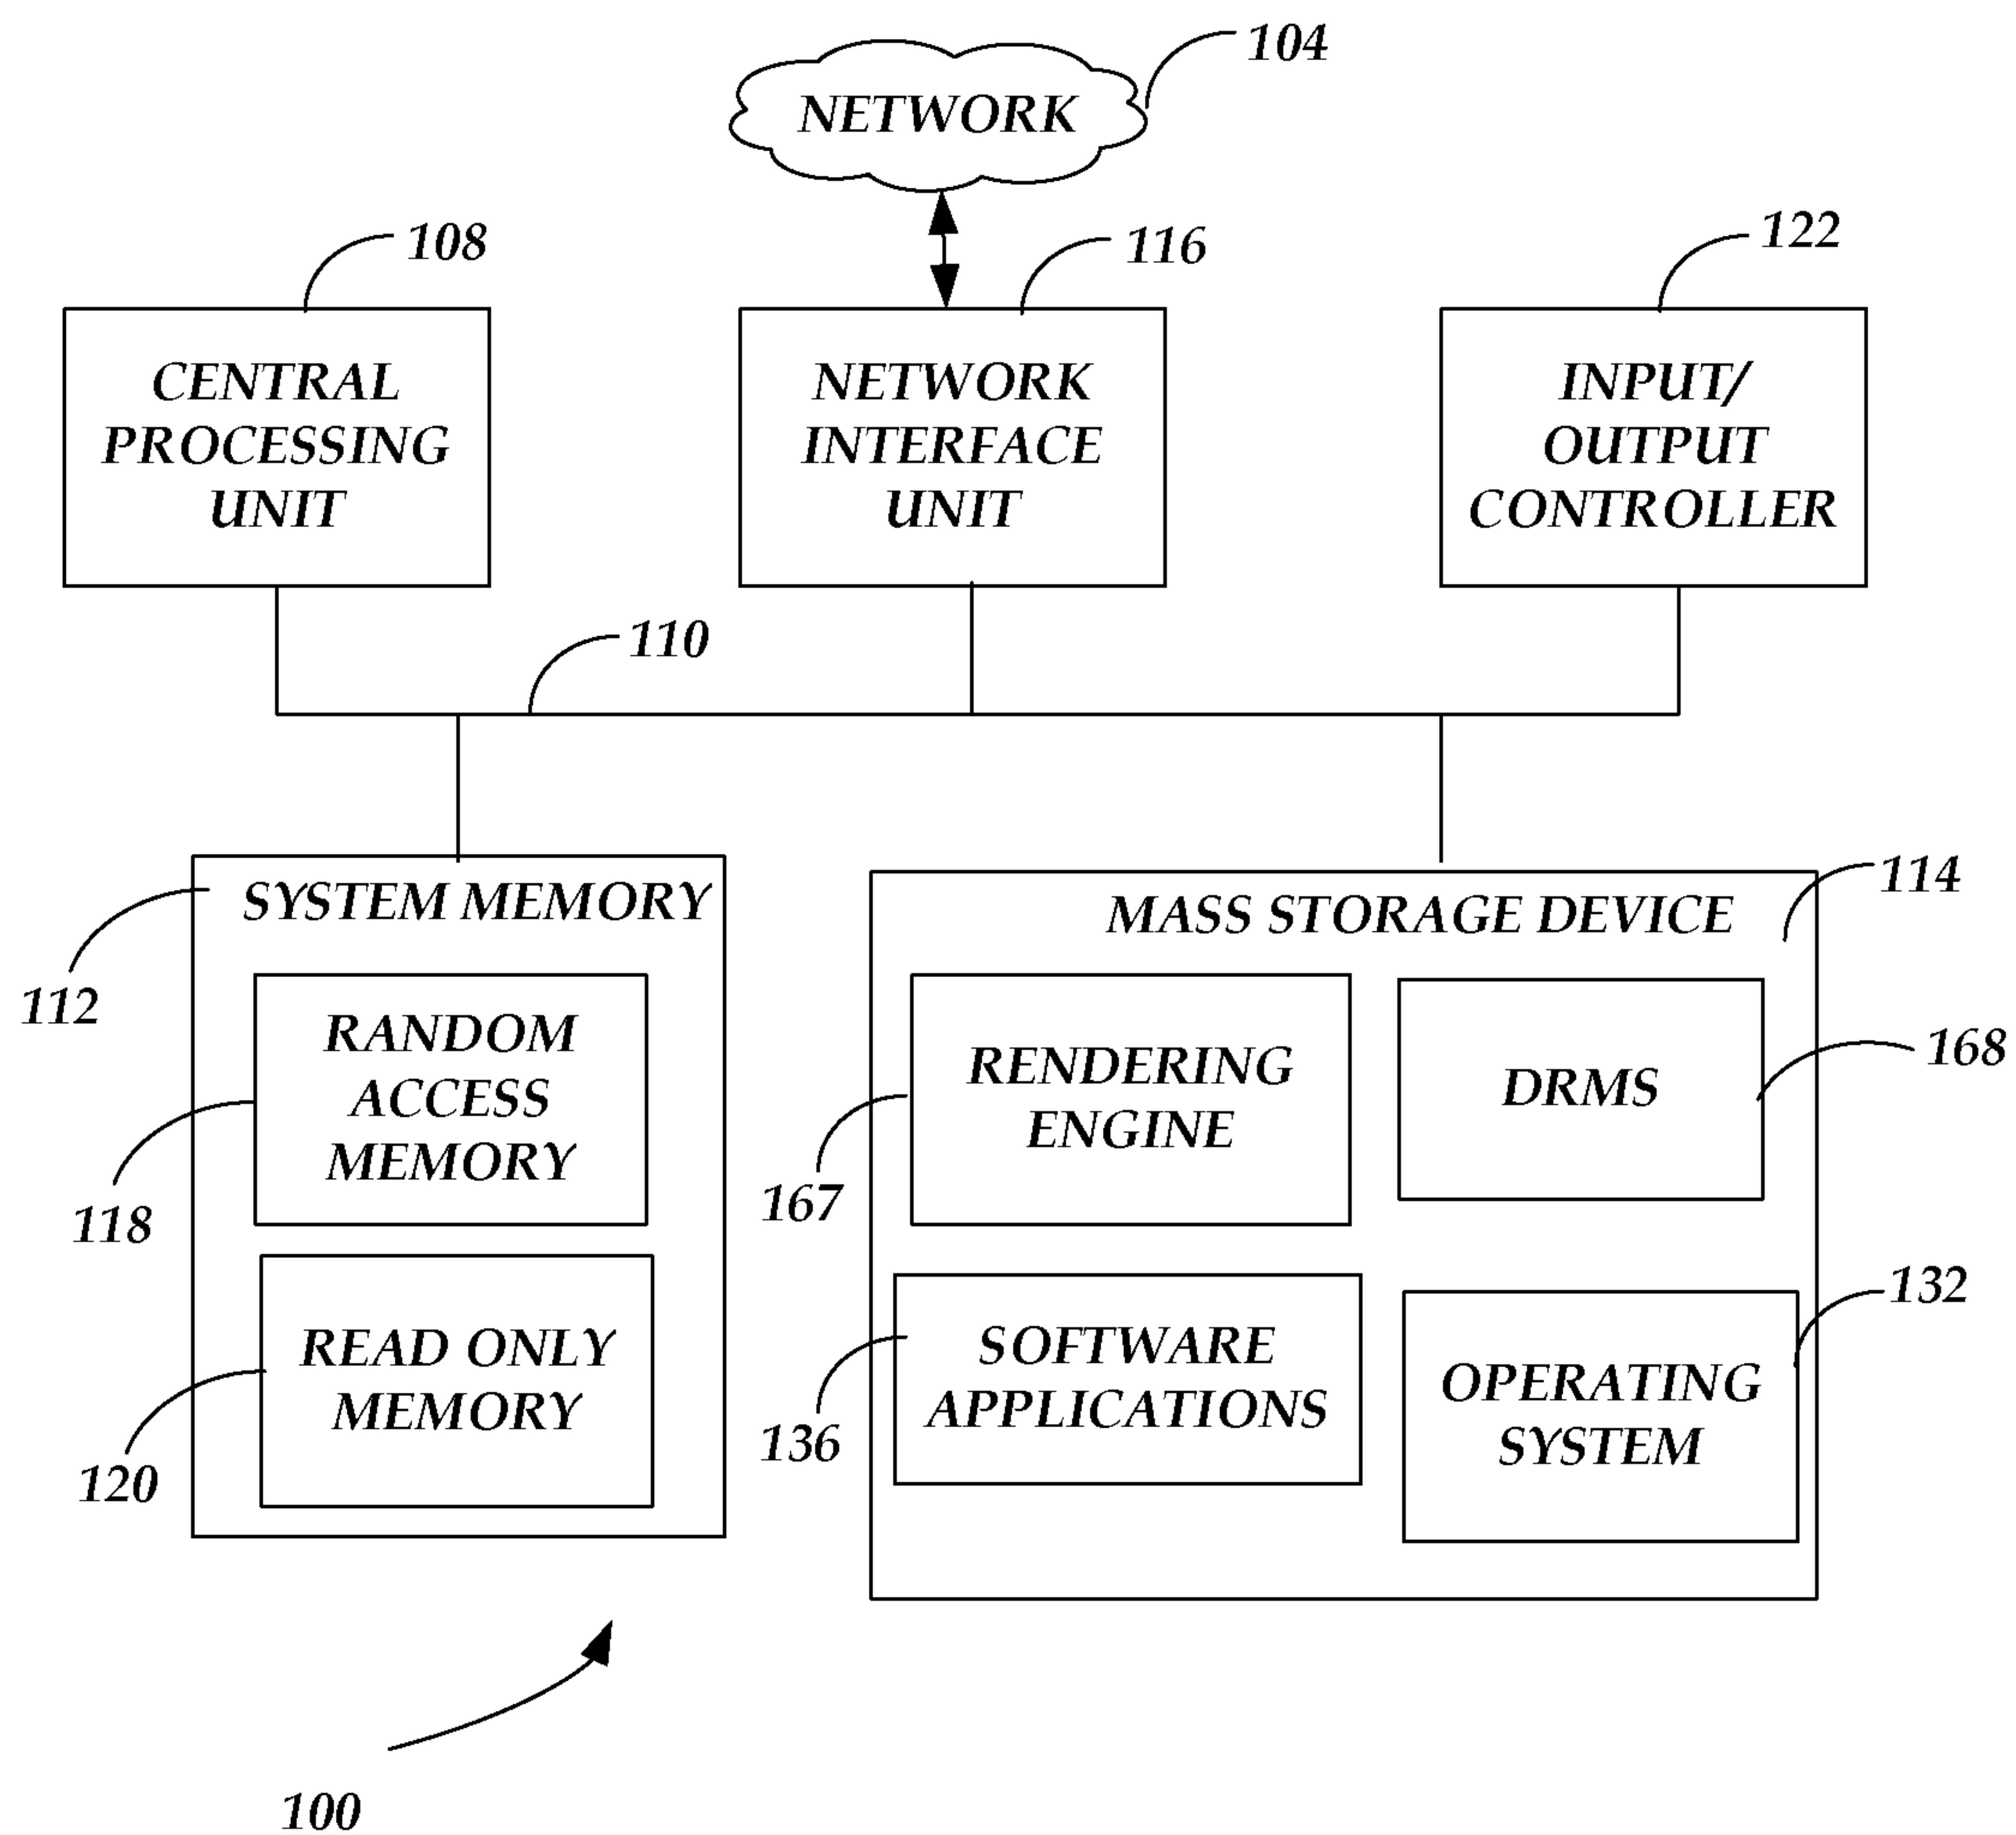 104
NETWORK
108
116
122
CENTRAL
PROCESSING
UNIT
NETWORK
INTERFACE
UNIT
INPUT/
OUTPUT
CONTROLLER
110
SYSTEM MEMORY
112
RANDOM
ACCESS
MEMORY
118
READ ONLY
MEMORY
120
MASS STORAGE DEVICE
114
RENDERING
ENGINE
167
DRMS
168
SOFTWARE
APPLICATIONS
136
OPERATING
SYSTEM
132
100